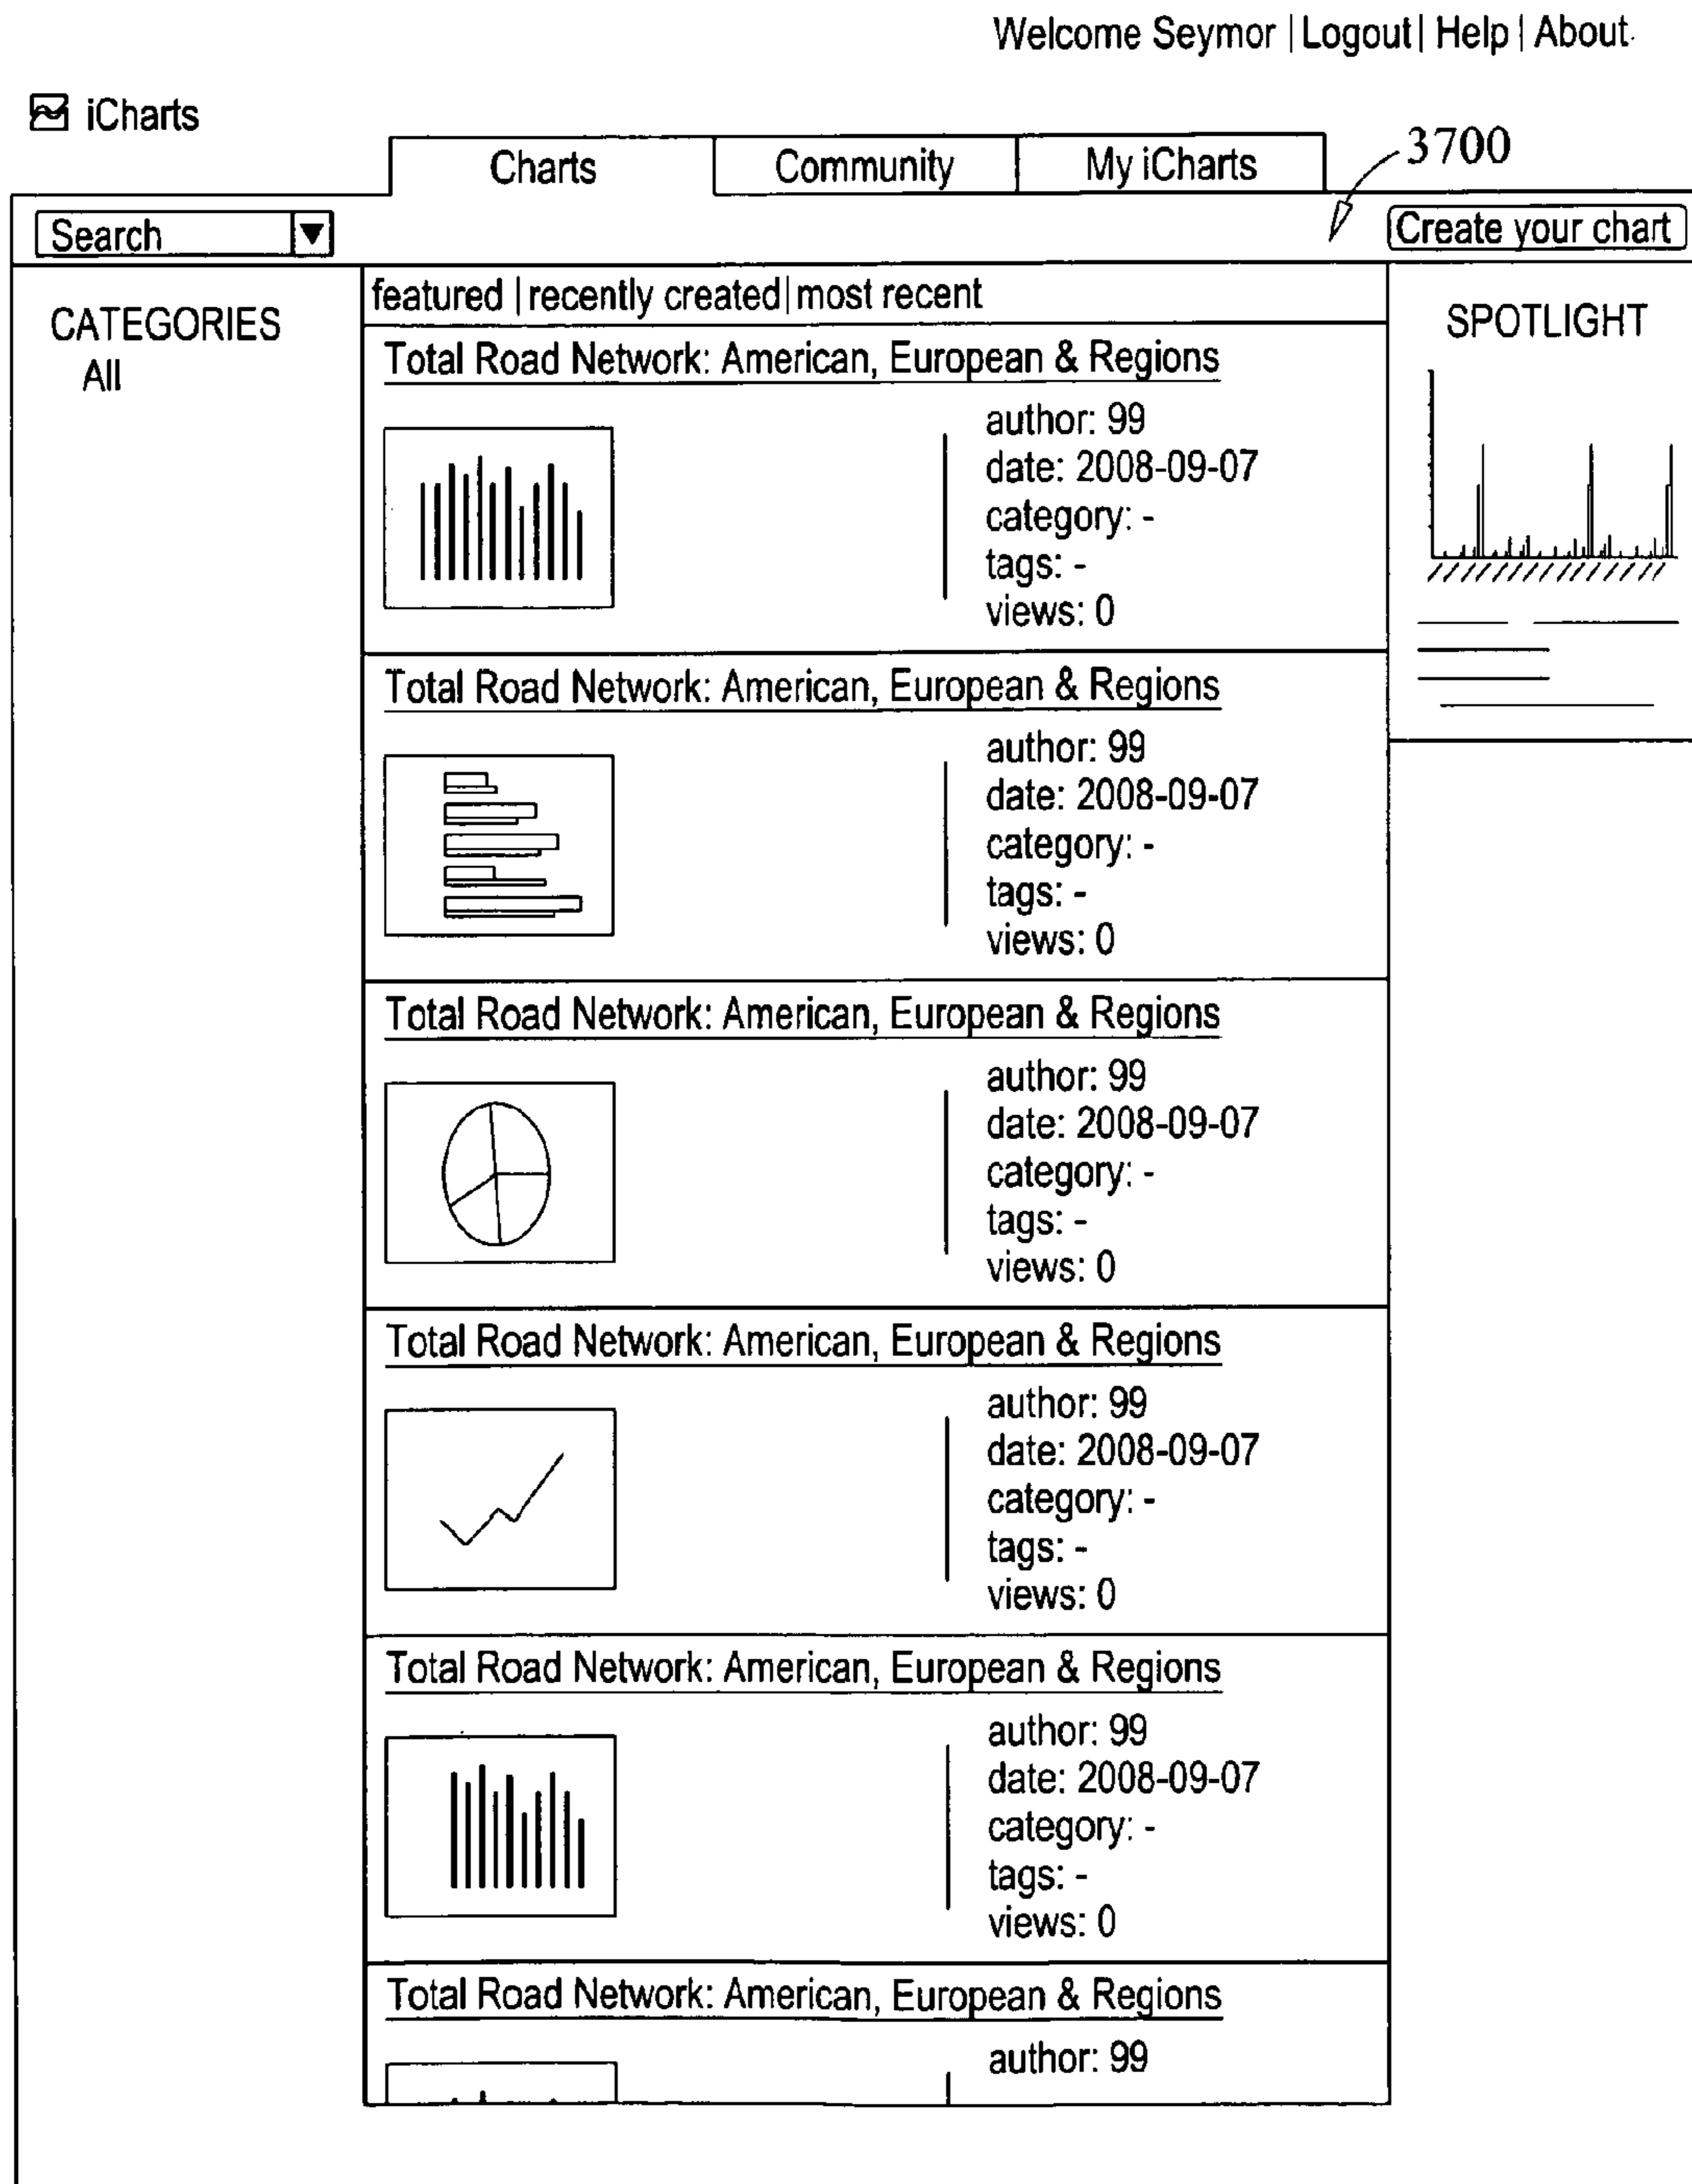 Welcome Seymor | Logout | Help | About
iCharts
Charts
Community
My iCharts
3700
Search
Create your chart
CATEGORIES
All
featured | recently created | most recent
Total Road Network: American, European & Regions
author: 99
date: 2008-09-07
category: -
tags: -
views: 0
Total Road Network: American, European & Regions
author: 99
date: 2008-09-07
category: -
tags: -
views: 0
Total Road Network: American, European & Regions
author: 99
date: 2008-09-07
category: -
tags: -
views: 0
Total Road Network: American, European & Regions
author: 99
date: 2008-09-07
category: -
tags: -
views: 0
Total Road Network: American, European & Regions
author: 99
date: 2008-09-07
category: -
tags: -
views: 0
Total Road Network: American, European & Regions
author: 99
SPOTLIGHT